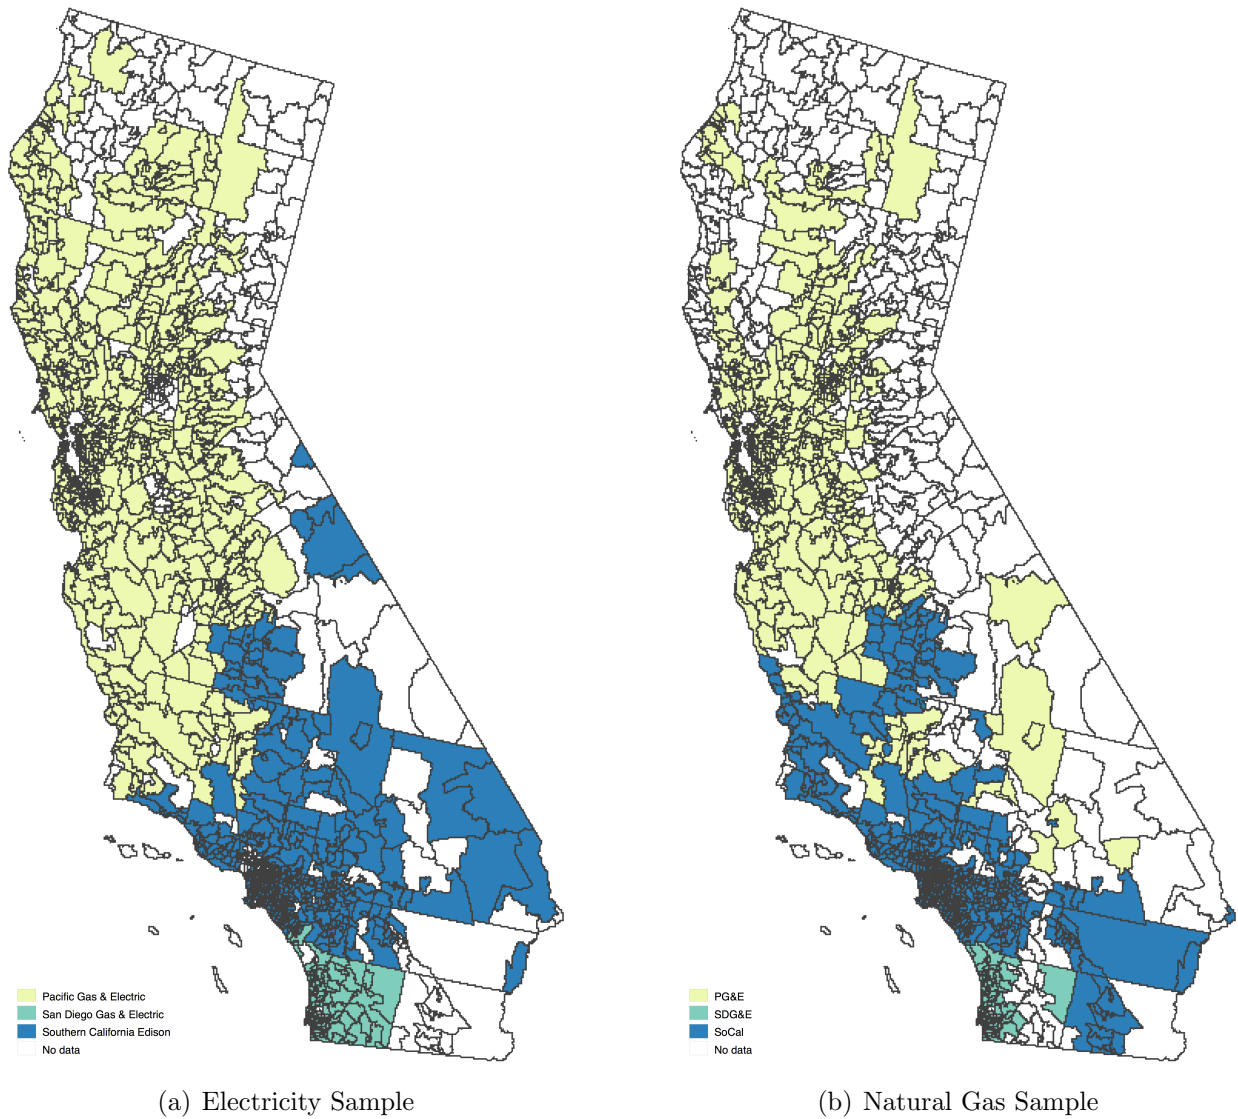 Pacific Gas & Electric
San Diego Gas & Electric
Southern California Edison
No data
PG&E
SDG&E
SoCal
No data
(a) Electricity Sample
(b) Natural Gas Sample